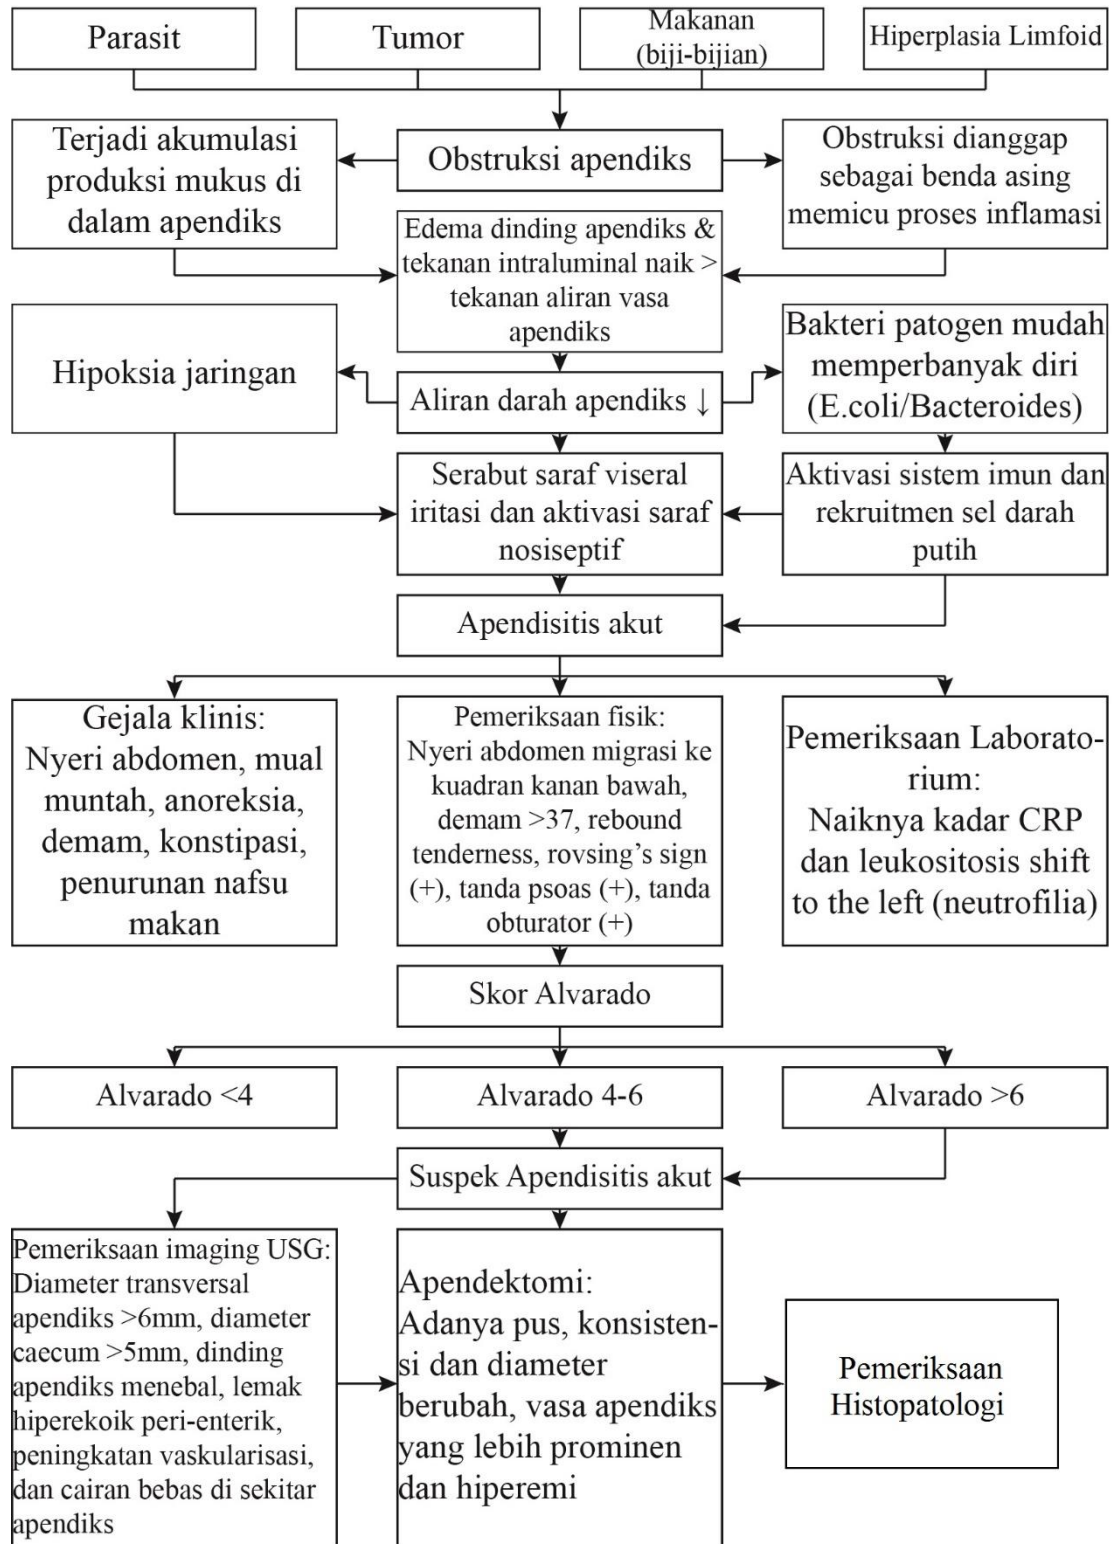 Parasit
Tumor
Makanan
(biji-bijian)
Hiperplasia Limfoid
Terjadi akumulasi
produksi mukus di
dalam apendiks
Obstruksi apendiks
Obstruksi dianggap
sebagai benda asing
memicu proses inflamasi
Edema dinding apendiks &
tekanan intraluminal naik >
tekanan aliran vasa
apendiks
Hipoksia jaringan
Aliran darah apendiks ↓
Bakteri patogen mudah
memperbanyak diri
(E.coli/Bacteroides)
Serabut saraf viseral
iritasi dan aktivasi saraf
nosiseptif
Aktivasi sistem imun dan
rekruitmen sel darah
putih
Apendisitis akut
Gejala klinis:
Nyeri abdomen, mual
muntah, anoreksia,
demam, konstipasi,
penurunan nafsu
makan
Pemeriksaan fisik:
Nyeri abdomen migrasi ke
kuadran kanan bawah,
demam >37, rebound
tenderness, rovsing’s sign
(+), tanda psoas (+), tanda
obturator (+)
Pemeriksaan Laborato-
rium:
Naiknya kadar CRP
dan leukositosis shift
to the left (neutrofilia)
Skor Alvarado
Alvarado <4
Alvarado 4-6
Alvarado >6
Suspek Apendisitis akut
Pemeriksaan imaging USG:
Diameter transversal
apendiks >6mm, diameter
caecum >5mm, dinding
apendiks menebal, lemak
hiperekoik peri-enterik,
peningkatan vaskularisasi,
dan cairan bebas di sekitar
apendiks
Apendektomi:
Adanya pus, konsisten-
si dan diameter
berubah, vasa apendiks
yang lebih prominen
dan hiperemi
Pemeriksaan
Histopatologi